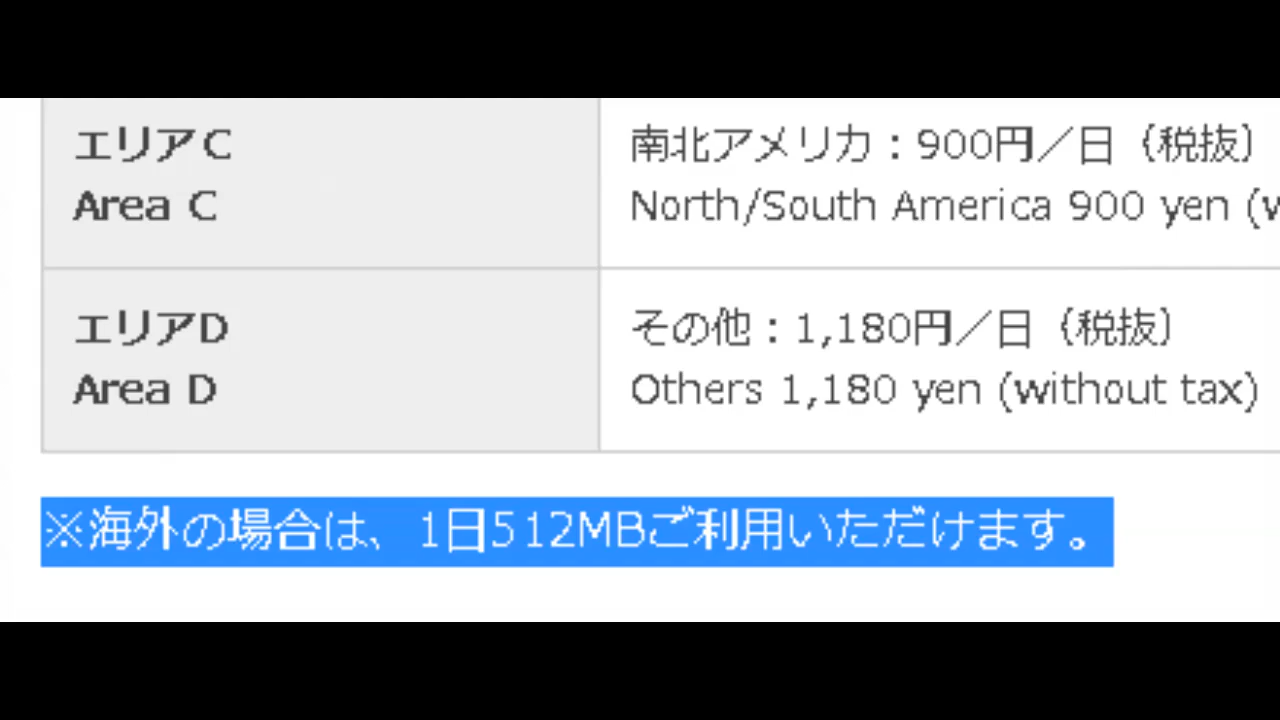 エリアC
Area C
南北アメリカ：900円／日（税抜）
North/South America 900 yen (w
エリアD
Area D
その他：1,180円／日（税抜）
Others 1,180 yen (without tax)
※海外の場合は、1日512MBご利用いただけます。